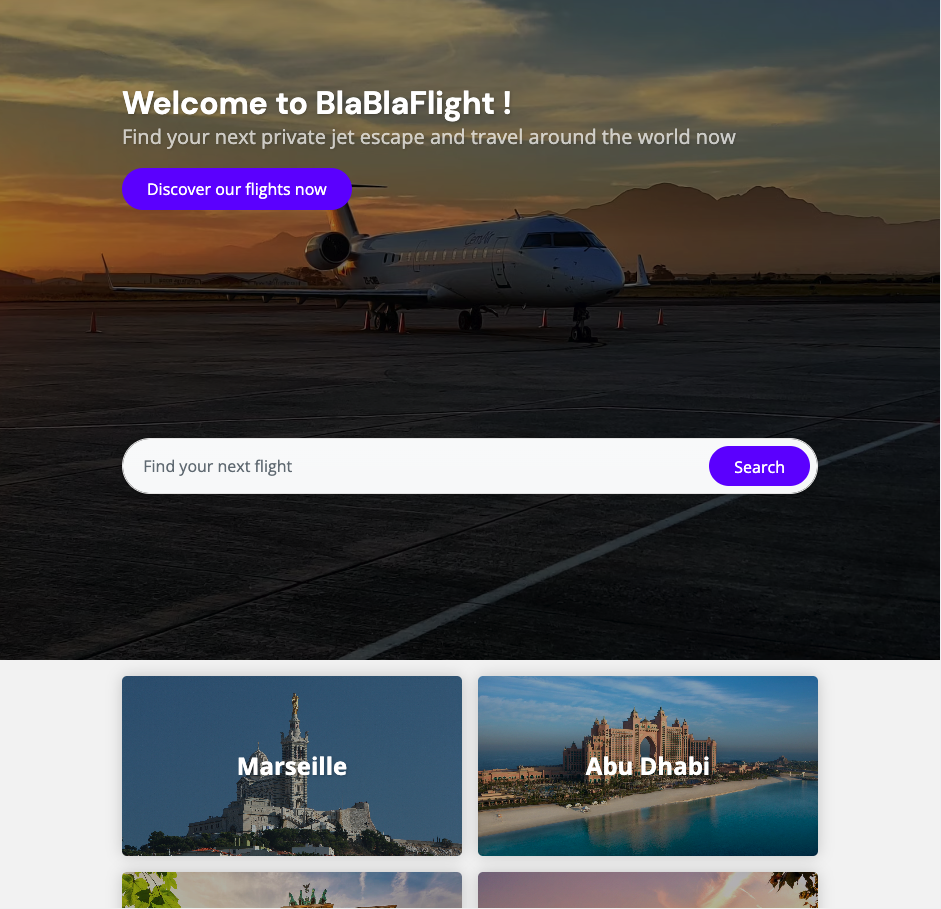 Welcome to BlaBlaFlight !
Find your next private jet escape and travel around the world now
Discover our flights now
Find your next flight
Search
Marseille
Abu Dhabi